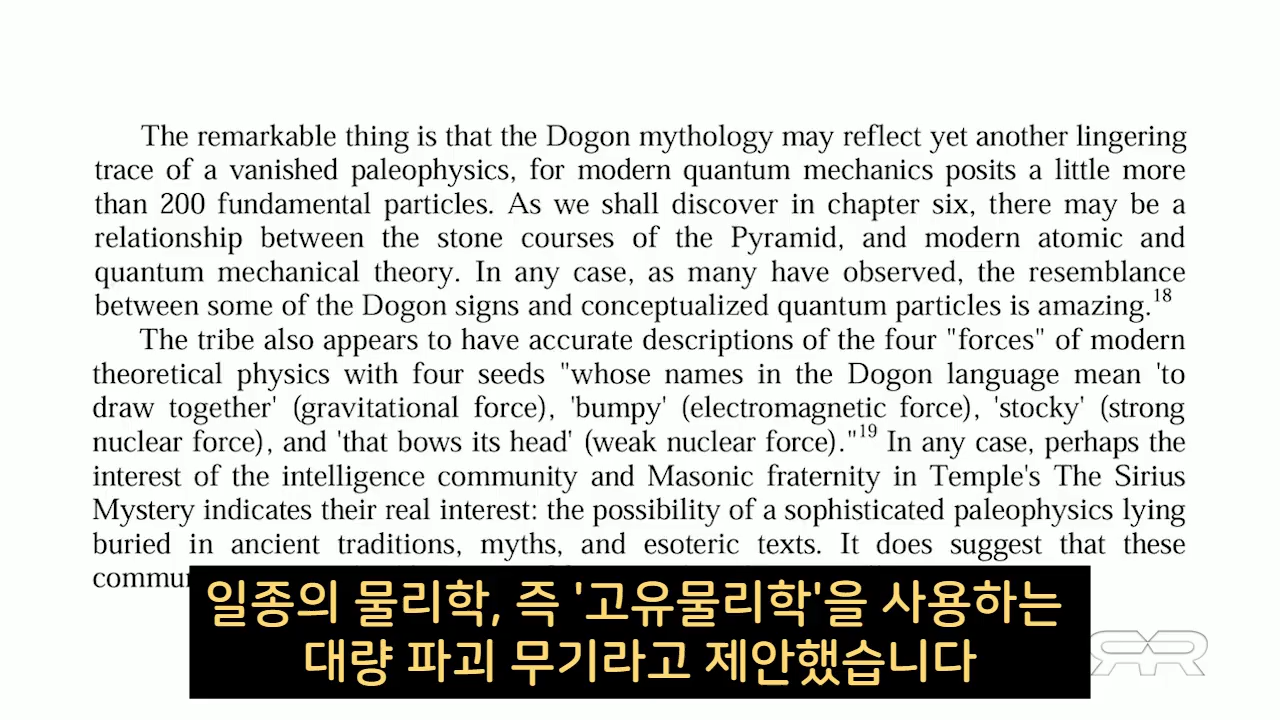 The remarkable thing is that the Dogon mythology may reflect yet another lingering
trace of a vanished paleophysics, for modern quantum mechanics posits a little more
than 200 fundamental particles. As we shall discover in chapter six, there may be a
relationship between the stone courses of the Pyramid, and modern atomic and
quantum mechanical theory. In any case, as many have observed, the resemblance
between some of the Dogon signs and conceptualized quantum particles is amazing.18
The tribe also appears to have accurate descriptions of the four "forces" of modern
theoretical physics with four seeds "whose names in the Dogon language mean 'to
draw together' (gravitational force), 'bumpy' (electromagnetic force), 'stocky' (strong
nuclear force), and 'that bows its head' (weak nuclear force)."19 In any case, perhaps the
interest of the intelligence community and Masonic fraternity in Temple's The Sirius
Mystery indicates their real interest: the possibility of a sophisticated paleophysics lying
buried in ancient traditions, myths, and esoteric texts. It does suggest that these
일종의 물리학, 즉 '고유물리학'을 사용하는
대량 파괴 무기라고 제안했습니다